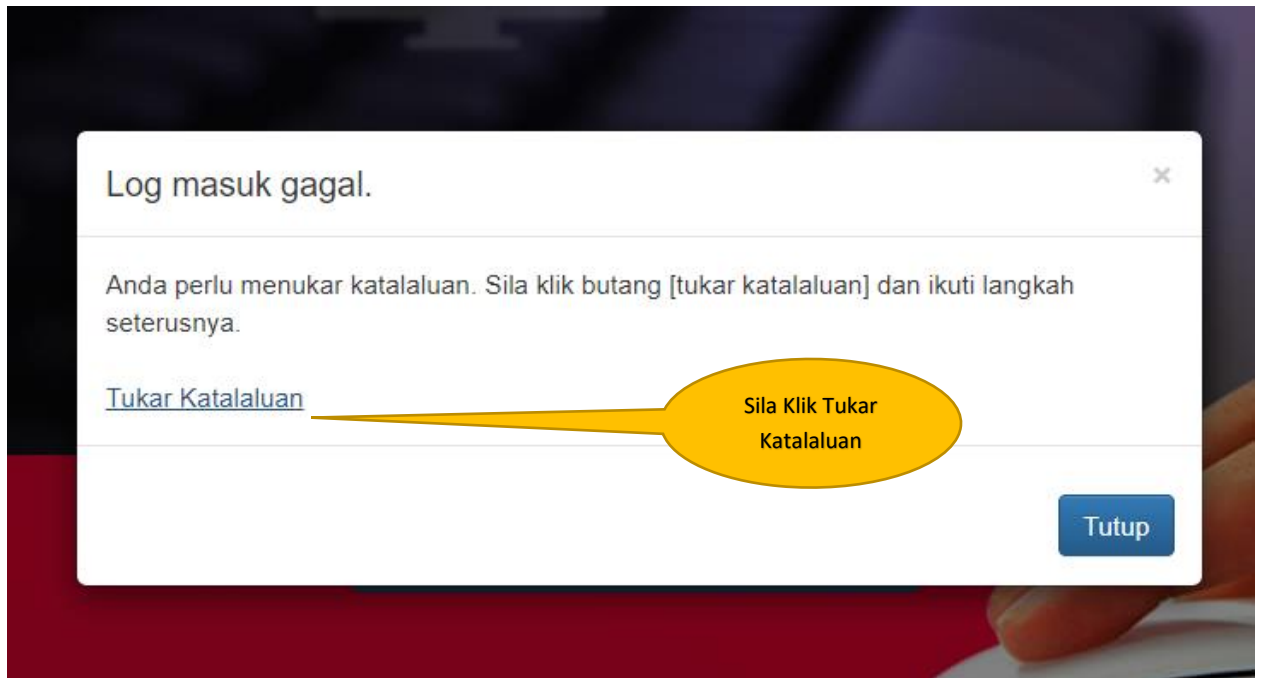 Log masuk gagal.
×
Anda perlu menukar katalaluan. Sila klik butang [tukar katalaluan] dan ikuti langkah
seterusnya.
Tukar Katalaluan
Sila Klik Tukar
Katalaluan
Tutup